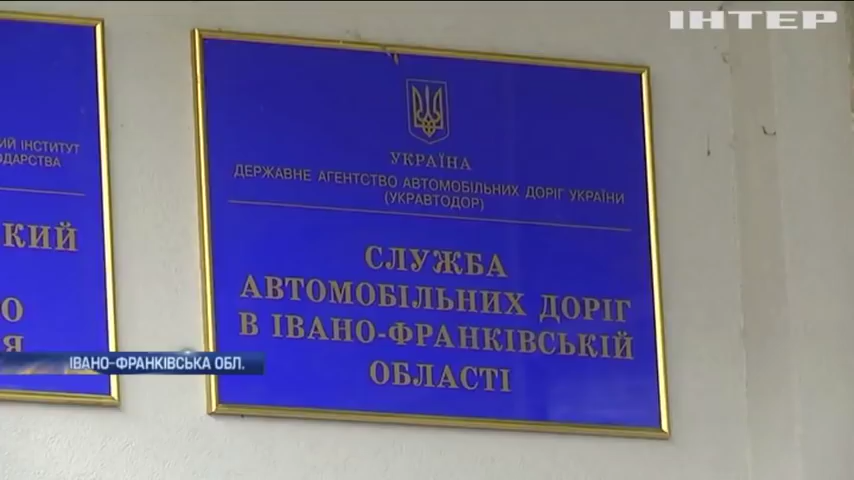 ІНТЕР
ИЙ ІНСТИТУТ
ОДАРСТВА
КИЙ
О
Я
УКРАЇНА
ДЕРЖАВНЕ АГЕНТСТВО АВТОМОБІЛЬНИХ ДОРІГ УКРАЇНИ
(УКРАВТОДОР)
СЛУЖБА
АВТОМОБІЛЬНИХ ДОРІГ
В ІВАНО-ФРАНКІВСЬКІЙ
ОБЛАСТІ
ІВАНО-ФРАНКІВСЬКА ОБЛ.